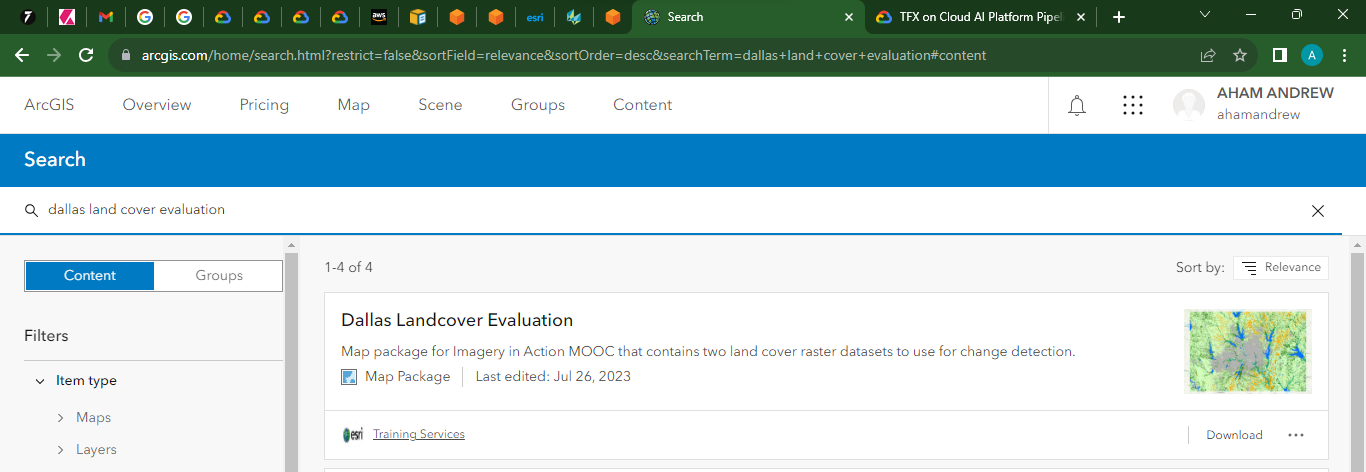 aws
esri
Search
TFX on Cloud AI Platform Pipel
arcgis.com/home/search.html?restrict=false&sortField=relevance&sortOrder=desc&searchTerm=dallas+land+cover+evaluation#content
A
ArcGIS
Overview
Pricing
Map
Scene
Groups
Content
AHAM ANDREW
ahamandrew
Search
dallas land cover evaluation
Content
Groups
Filters
Item type
Maps
Layers
1-4 of 4
Sort by:
Relevance
Dallas Landcover Evaluation
Map package for Imagery in Action MOOC that contains two land cover raster datasets to use for change detection.
Map Package
Last edited: Jul 26, 2023
esri
Training Services
Download